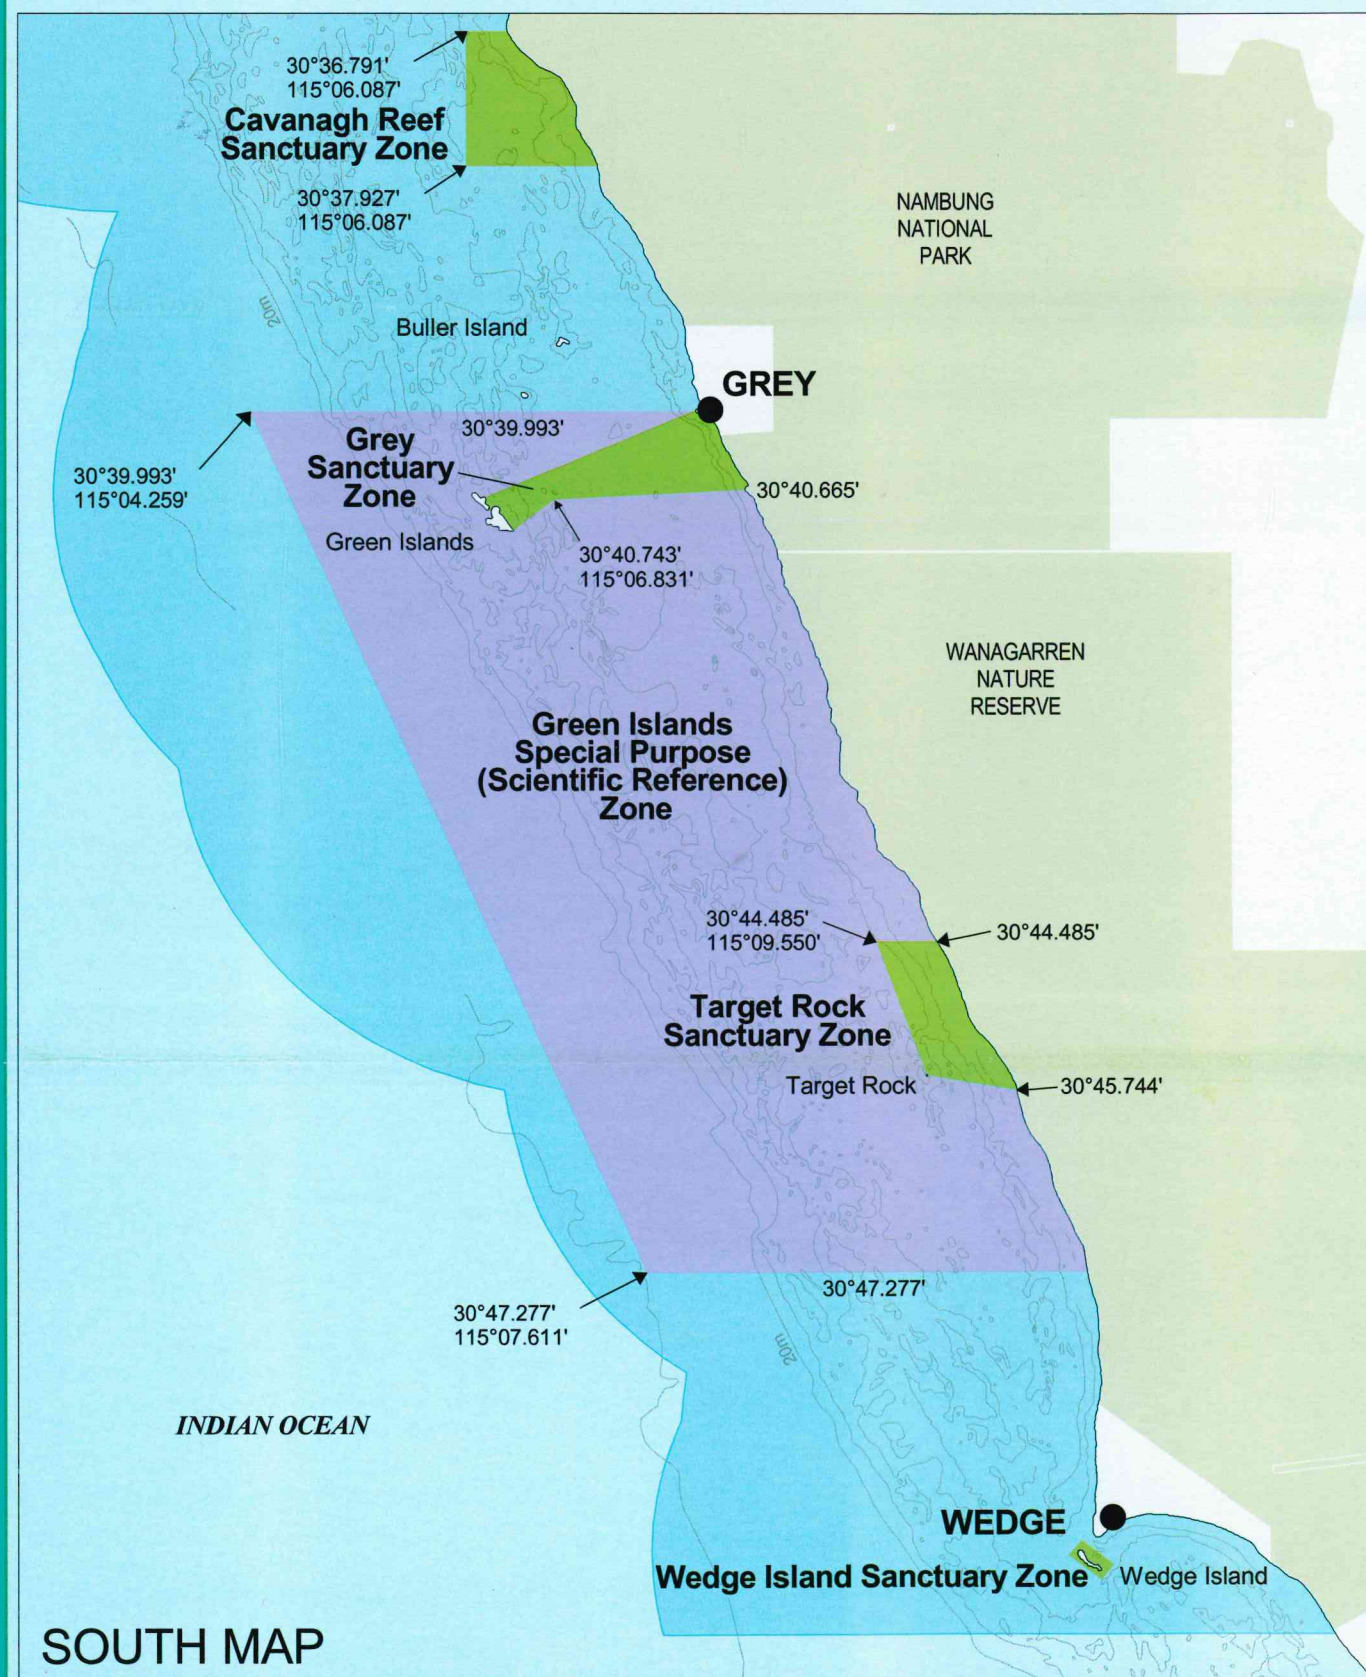 30°36.791'
115°06.087'
Cavanagh Reef
Sanctuary Zone
30°37.927'
115°06.087'
NAMBUNG
NATIONAL
PARK
20m
Buller Island
GREY
30°39.993'
Grey
Sanctuary
Zone
30°39.993'
115°04.259'
30°40.665'
Green Islands
30°40.743'
115°06.831'
WANAGARREN
NATURE
RESERVE
Green Islands
Special Purpose
(Scientific Reference)
Zone
30°44.485'
115°09.550'
30°44.485'
Target Rock
Sanctuary Zone
Target Rock
30°45.744'
30°47.277'
30°47.277'
115°07.611'
20m
INDIAN OCEAN
WEDGE
Wedge Island Sanctuary Zone
Wedge Island
SOUTH MAP